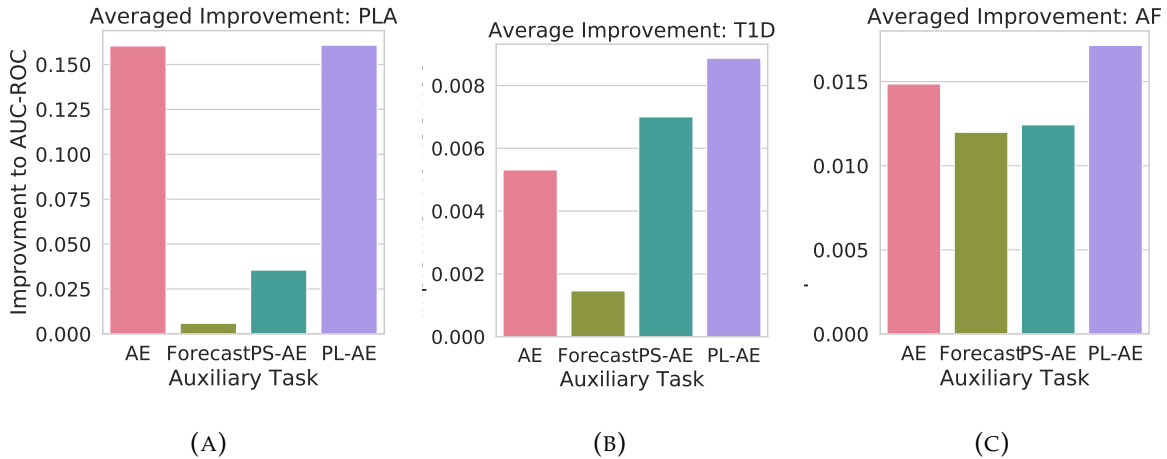 Averaged Improvement: PLA
Improvment to AUC-ROC
0.150
0.125
0.100
0.075
0.050
0.025
0.000
AE Forecast PS-AE PL-AE
Auxiliary Task
(A)
Average Improvement: T1D
0.008
0.006
0.004
0.002
0.000
AE Forecast PS-AE PL-AE
Auxiliary Task
(B)
Averaged Improvement: AF
0.015
0.010
0.005
0.000
AE Forecast PS-AE PL-AE
Auxiliary Task
(C)